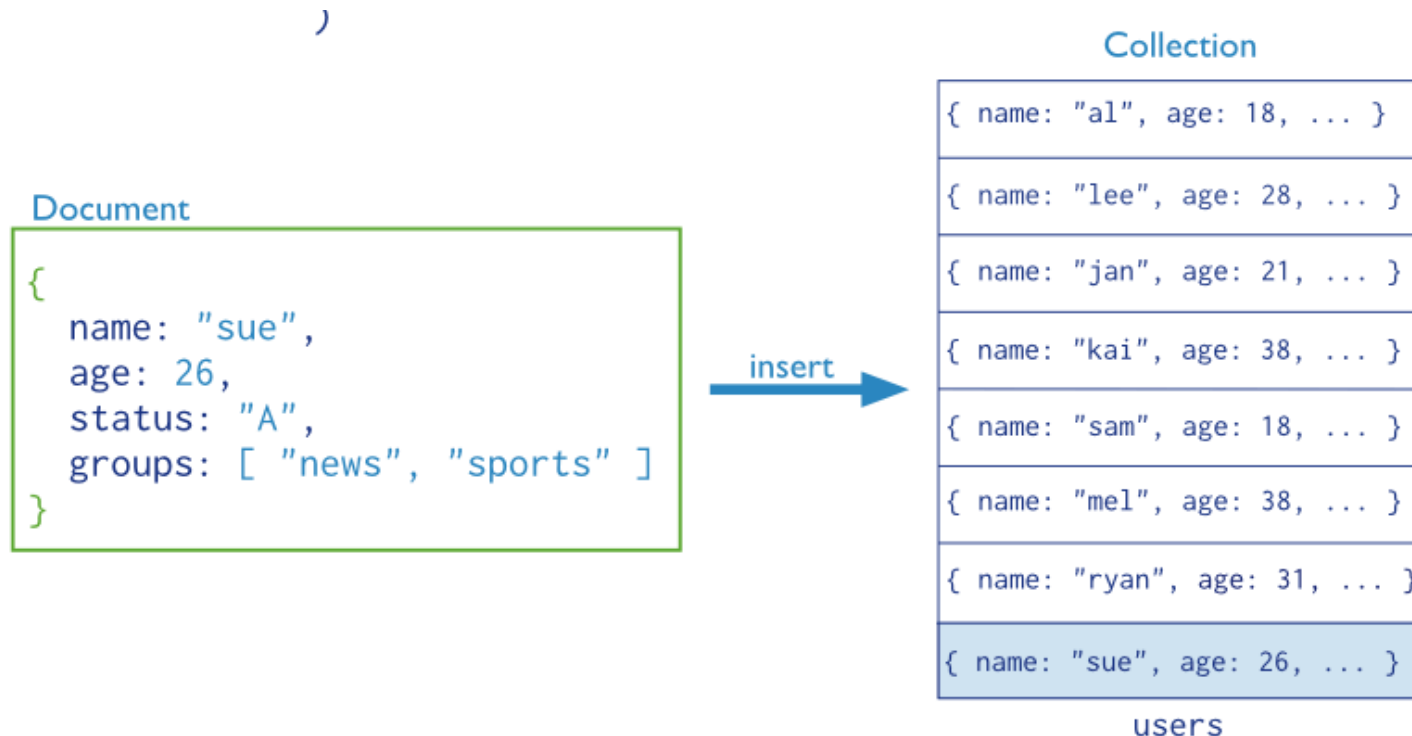 )
Document
{
name: "sue",
age: 26,
status: "A",
groups: [ "news", "sports" ]
}
insert
Collection
{ name: "al", age: 18, ... }
{ name: "lee", age: 28, ... }
{ name: "jan", age: 21, ... }
{ name: "kai", age: 38, ... }
{ name: "sam", age: 18, ... }
{ name: "mel", age: 38, ... }
{ name: "ryan", age: 31, ... }
{ name: "sue", age: 26, ... }
users